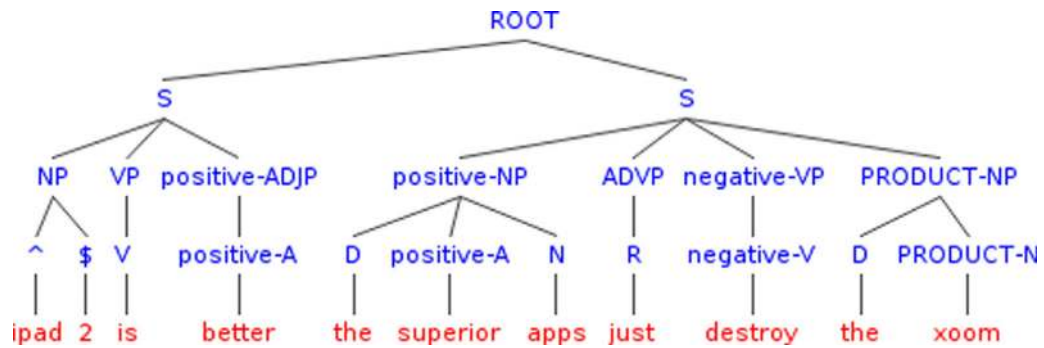 ROOT
S S
NP VP positive-ADJP positive-NP ADVP negative-VP PRODUCT-NP
^ $ V positive-A D positive-A N R negative-V D PRODUCT-N
ipad 2 is better the superior apps just destroy the xoom